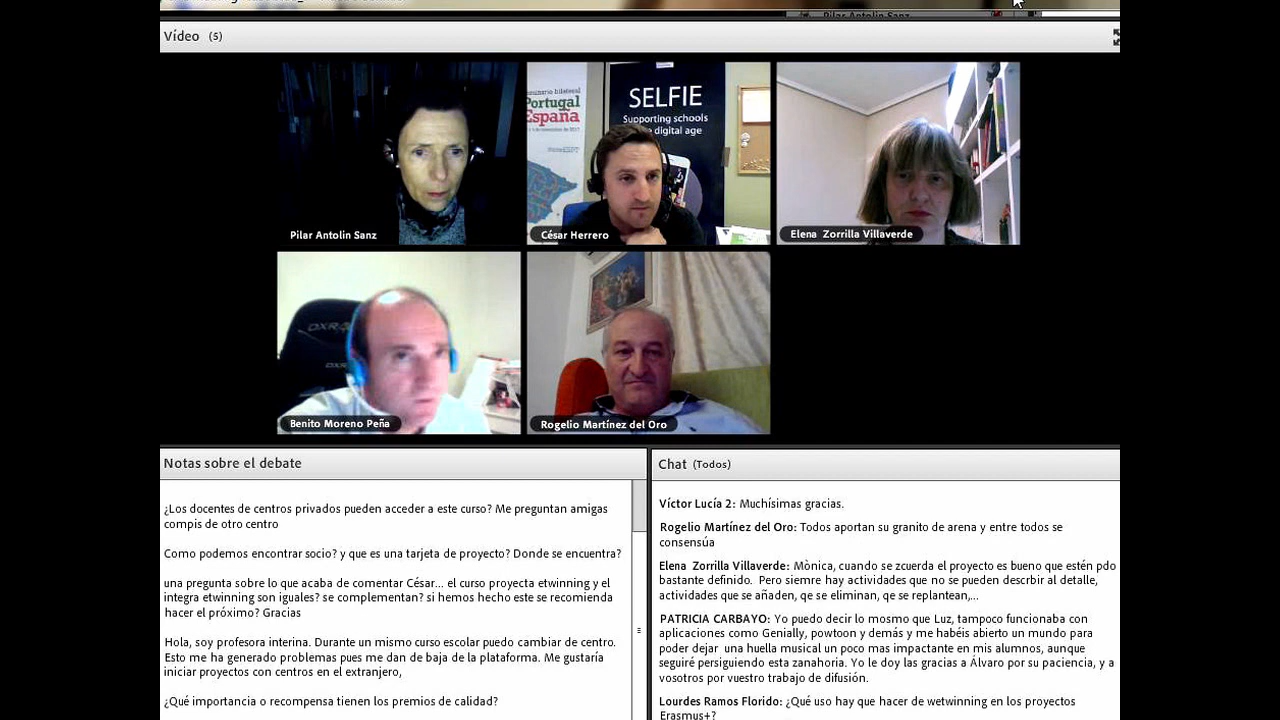 Pilar Antolin Sanz
Vídeo (5)
Portugal
España
SELFIE
Supporting schools
digital age
Pilar Antolin Sanz
César Herrero
Elena Zorrilla Villaverde
DXR
DXR
Benito Moreno Peña
Rogelio Martínez del Oro
Notas sobre el debate
¿Los docentes de centros privados pueden acceder a este curso? Me preguntan amigas
compis de otro centro
Como podemos encontrar socio? y que es una tarjeta de proyecto? Donde se encuentra?
una pregunta sobre lo que acaba de comentar César... el curso proyecta etwinning y el
integra etwinning son iguales? se complementan? si hemos hecho este se recomienda
hacer el próximo? Gracias
Hola, soy profesora interina. Durante un mismo curso escolar puedo cambiar de centro.
Esto me ha generado problemas pues me dan de baja de la plataforma. Me gustaría
iniciar proyectos con centros en el extranjero,
¿Qué importancia o recompensa tienen los premios de calidad?
Chat (Todos)
Víctor Lucía 2: Muchísimas gracias.
Rogelio Martínez del Oro: Todos aportan su granito de arena y entre todos se
consensúa
Elena Zorrilla Villaverde: Mònica, cuando se zcuerda el proyecto es bueno que estén pdo
bastante definido. Pero siemre hay actividades que no se pueden descrbir al detalle,
actividades que se añaden, qe se eliminan, qe se replantean,...
PATRICIA CARBAYO: Yo puedo decir lo mosmo que Luz, tampoco funcionaba con
aplicaciones como Genially, powtoon y demás y me habéis abierto un mundo para
poder dejar una huella musical un poco mas impactante en mis alumnos, aunque
seguiré persiguiendo esta zanahoria. Yo le doy las gracias a Álvaro por su paciencia, y a
vosotros por vuestro trabajo de difusión.
Lourdes Ramos Florido: ¿Qué uso hay que hacer de wetwinning en los proyectos
Erasmus+?